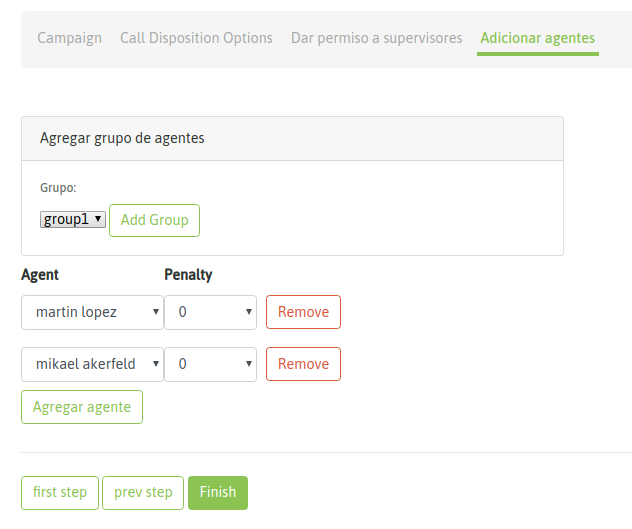 Campaign Call Disposition Options Dar permiso a supervisores Adicionar agentes
Agregar grupo de agentes
Grupo:
group1 Add Group
Agent Penalty
martin lopez 0 Remove
mikael akerfeld 0 Remove
Agregar agente
first step prev step Finish